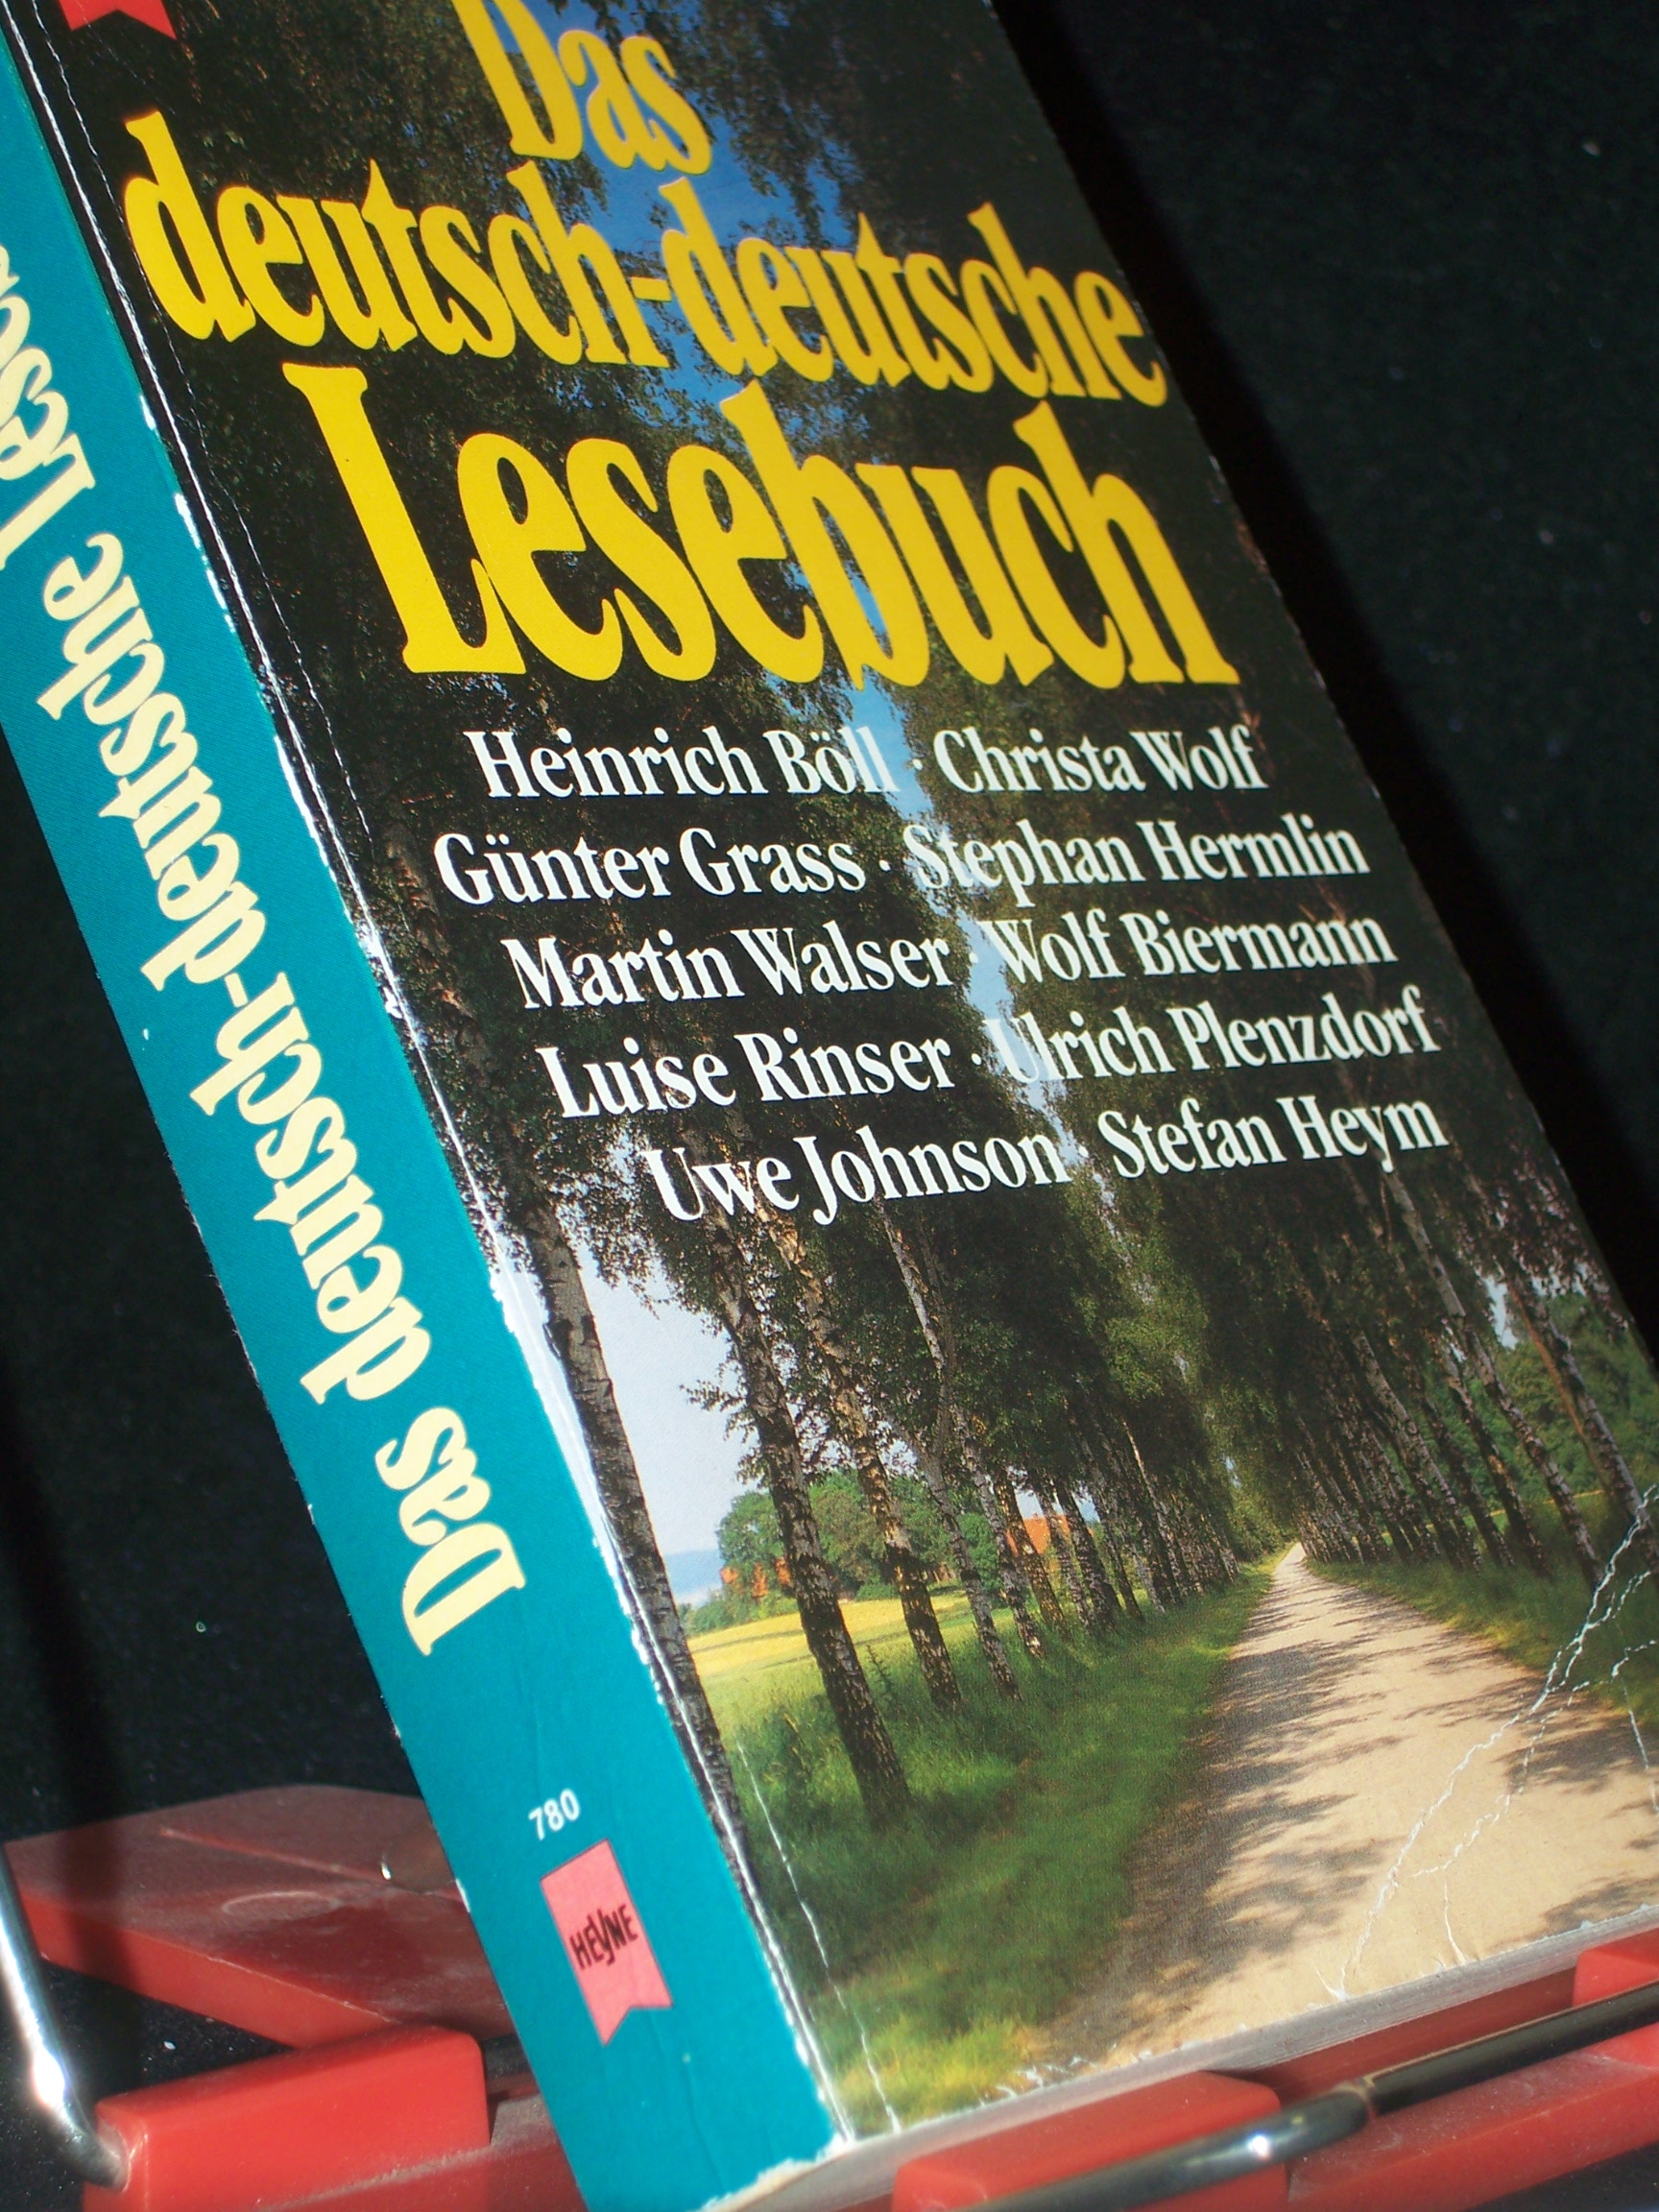 Das
deutsch-deutsche
Lesebuch
Heinrich Böll · Christa Wolf
Günter Grass · Stephan Hermlin
Martin Walser · Wolf Biermann
Luise Rinser · Ulrich Plenzdorf
Uwe Johnson · Stefan Heym
Das deutsch-deutsche
780
HEYNE